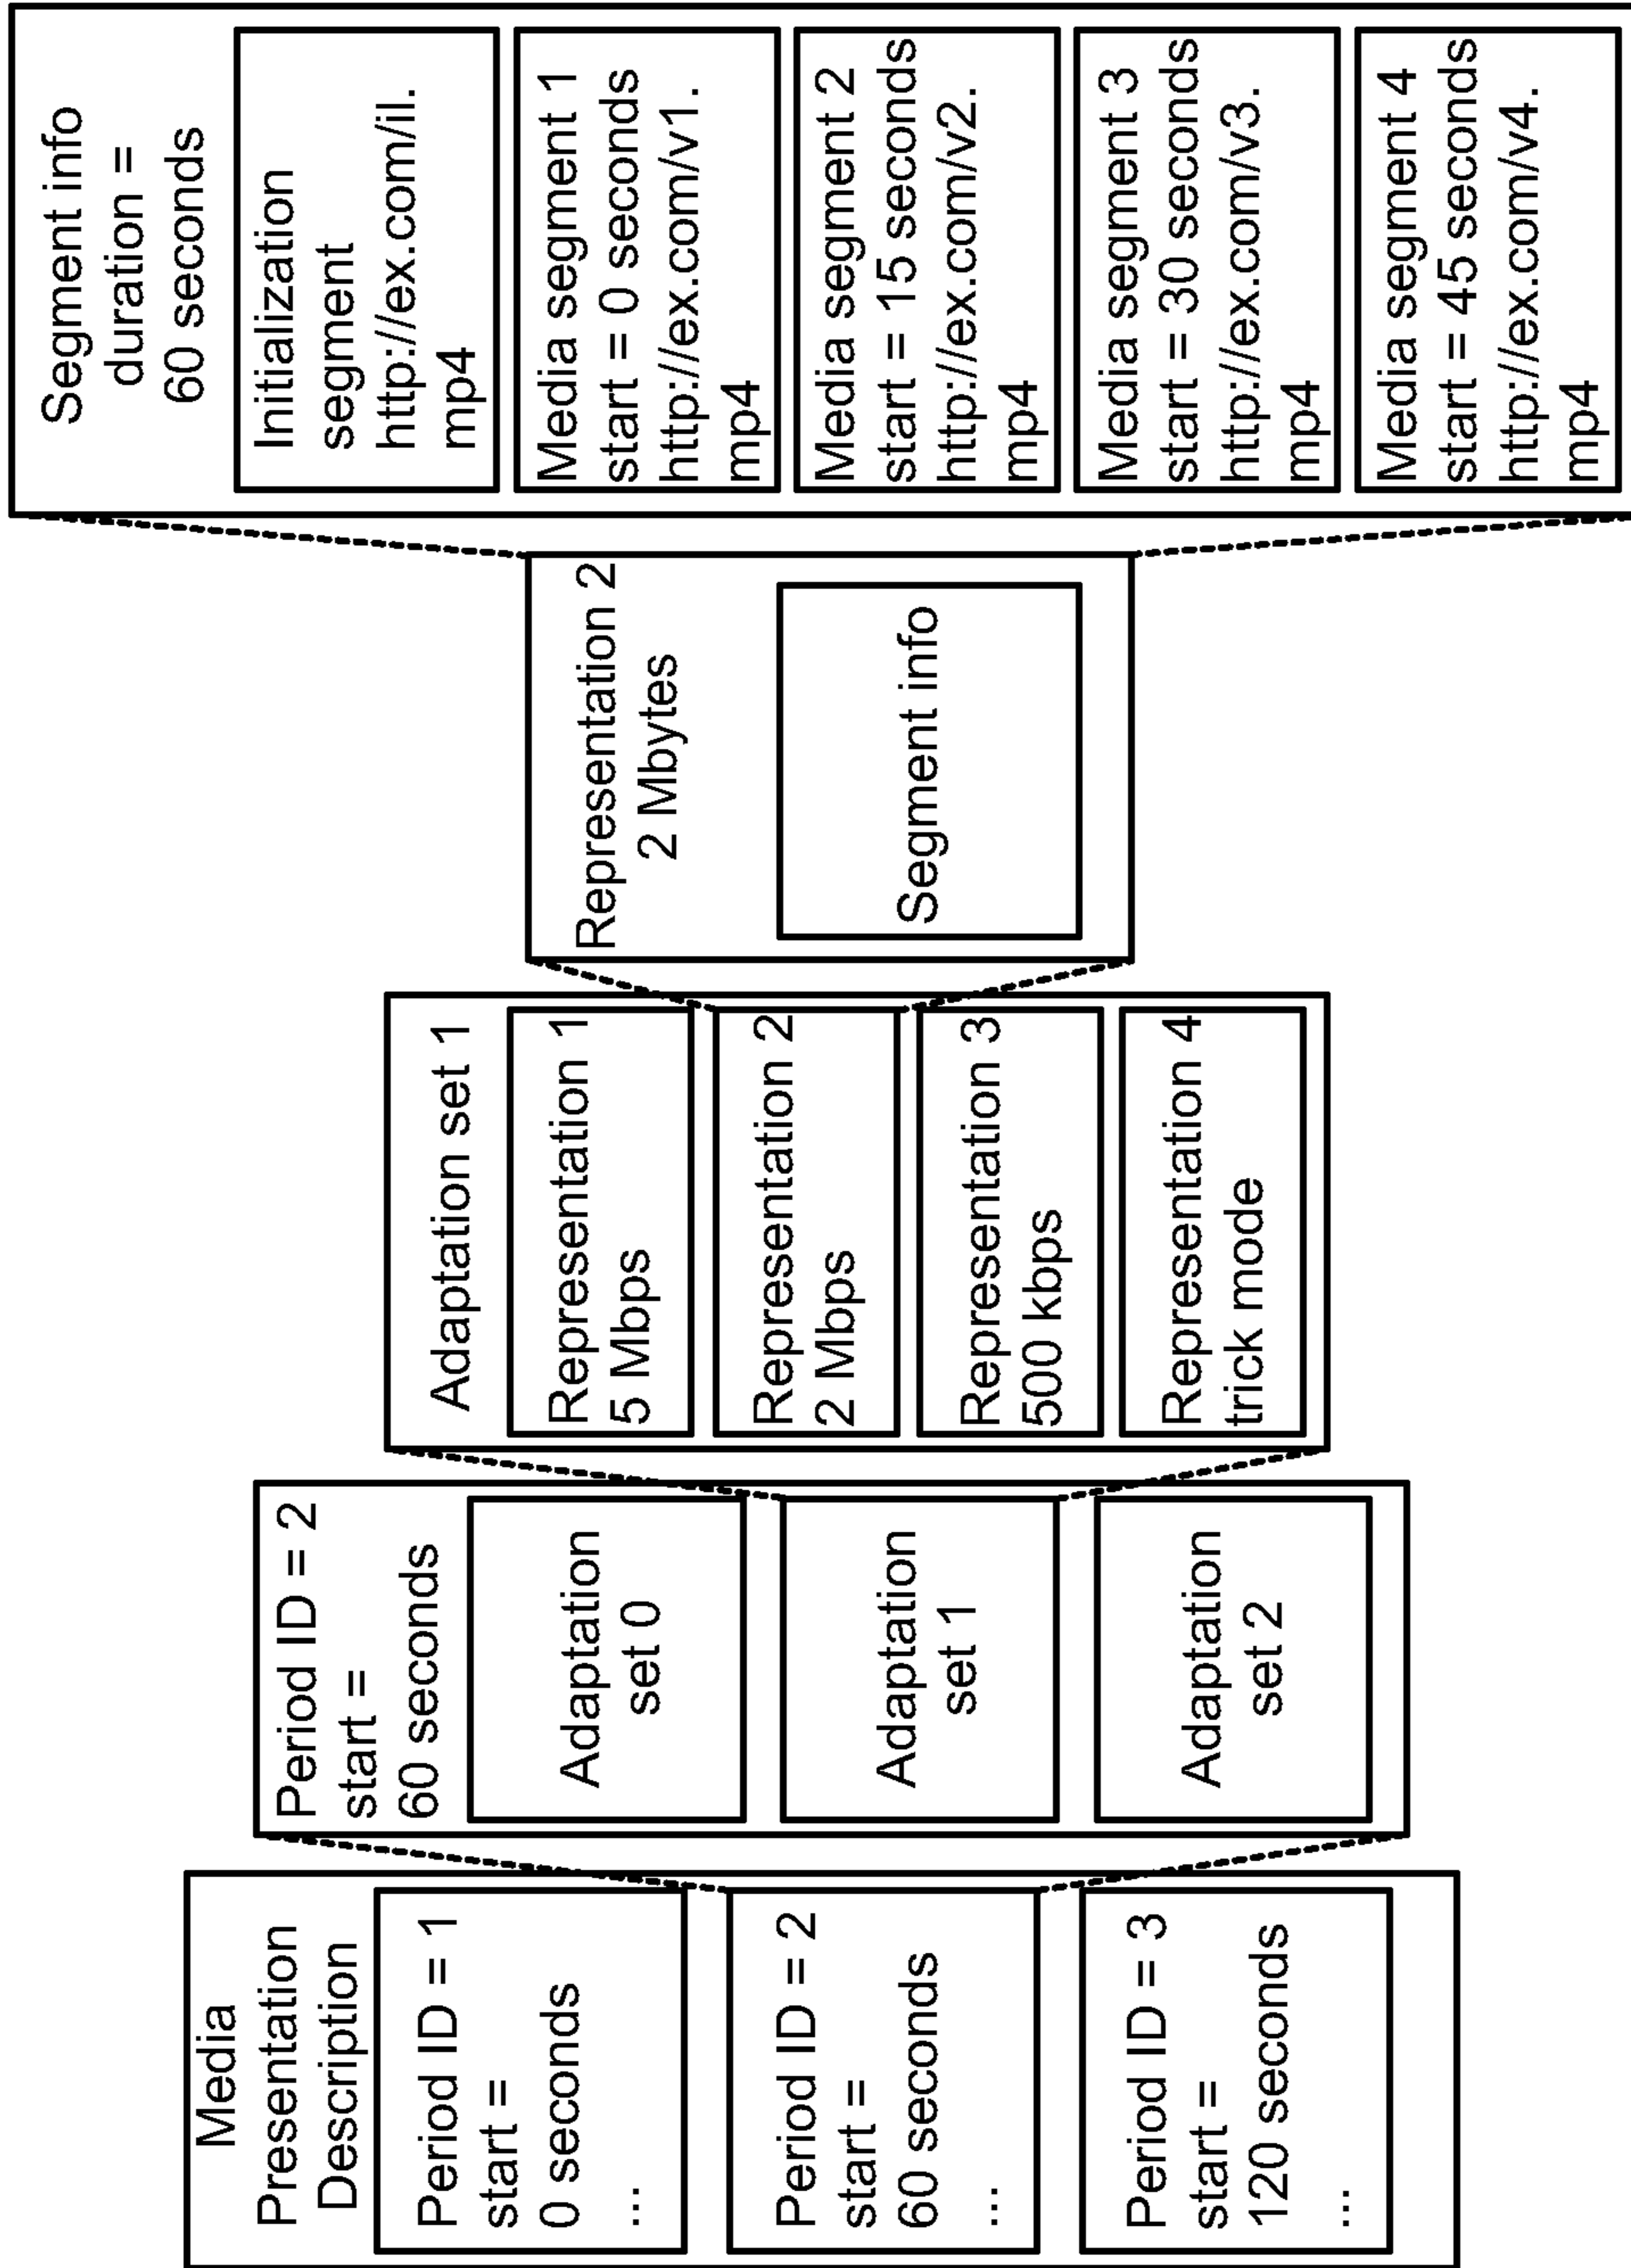 Media
Presentation
Description
Period ID = 1
start =
0 seconds
...
Period ID = 2
start =
60 seconds
...
Period ID = 3
start =
120 seconds
...
Period ID = 2
start =
60 seconds
Adaptation
set 0
Adaptation
set 1
Adaptation
set 2
Adaptation set 1
Representation 1
5 Mbps
Representation 2
2 Mbps
Representation 3
500 kbps
Representation 4
trick mode
Representation 2
2 Mbytes
Segment info
Segment info
duration =
60 seconds
Initialization
segment
http://ex.com/il.
mp4
Media segment 1
start = 0 seconds
http://ex.com/v1.
mp4
Media segment 2
start = 15 seconds
http://ex.com/v2.
mp4
Media segment 3
start = 30 seconds
http://ex.com/v3.
mp4
Media segment 4
start = 45 seconds
http://ex.com/v4.
mp4